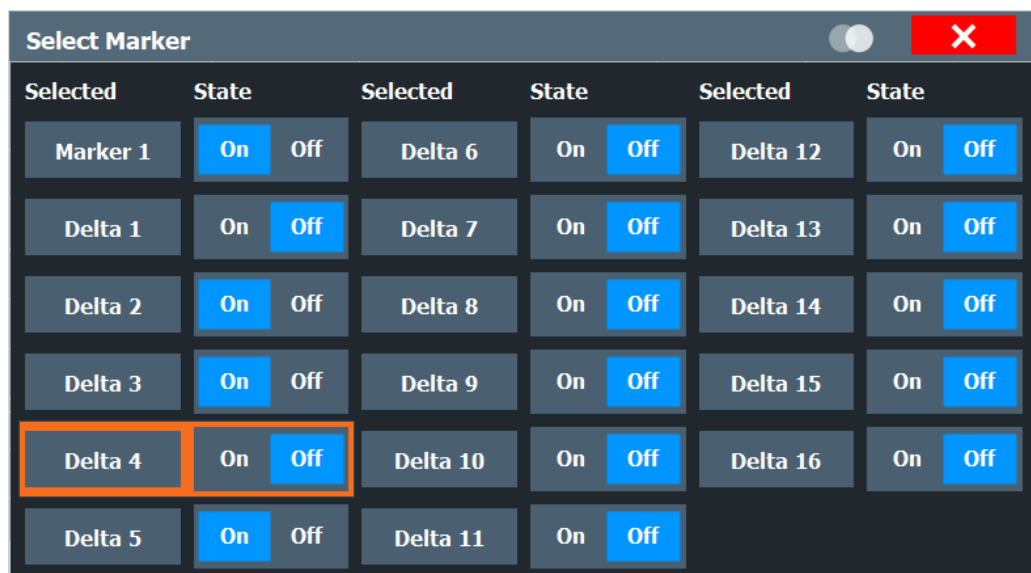 Select Marker
Selected State Selected State Selected State
Marker 1 On Off Delta 6 On Off Delta 12 On Off
Delta 1 On Off Delta 7 On Off Delta 13 On Off
Delta 2 On Off Delta 8 On Off Delta 14 On Off
Delta 3 On Off Delta 9 On Off Delta 15 On Off
Delta 4 On Off Delta 10 On Off Delta 16 On Off
Delta 5 On Off Delta 11 On Off